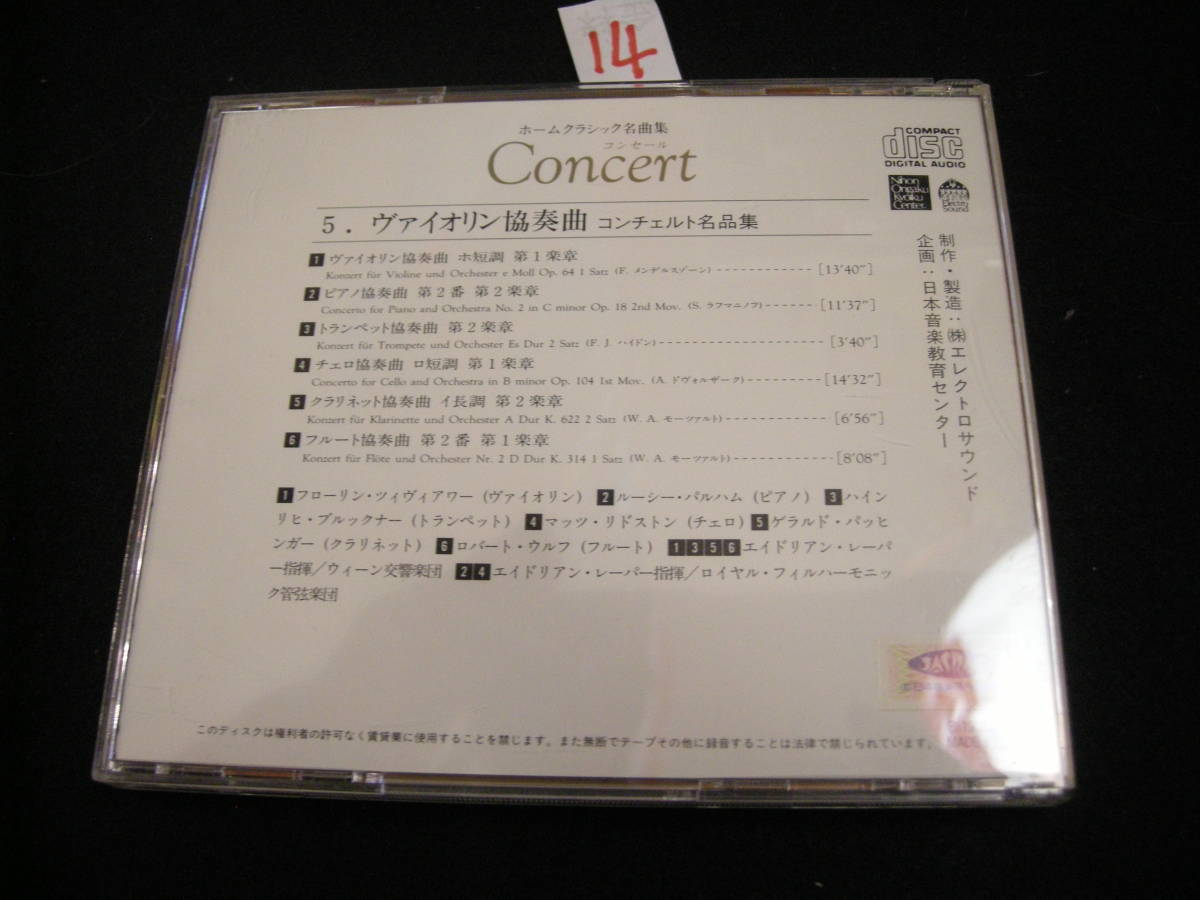 14
ホームクラシック名曲集
コンセール
Concert
COMPACT
disc
DIGITAL AUDIO
Nihon
Ongaku
Kyoiku
Center
5．ヴァイオリン協奏曲 コンチェルト名品集
1 ヴァイオリン協奏曲 ホ短調 第1楽章
Konzert für Violine und Orchester e Moll Op. 64 1 Satz (F. メンデルスゾーン) [13'40"]
2 ピアノ協奏曲 第2番 第2楽章
Concerto for Piano and Orchestra No. 2 in C minor Op. 18 2nd Mov. (S. ラフマニノフ) [11'37"]
3 トランペット協奏曲 第2楽章
Konzert für Trompete und Orchester Es Dur 2 Satz (F. J. ハイドン) [3'40"]
4 チェロ協奏曲 ロ短調 第1楽章
Concerto for Cello and Orchestra in B minor Op. 104 1st Mov. (A. ドヴォルザーク) [14'32"]
5 クラリネット協奏曲 イ長調 第2楽章
Konzert für Klarinette und Orchester A Dur K. 622 2 Satz (W. A. モーツァルト) [6'56"]
6 フルート協奏曲 第2番 第1楽章
Konzert für Flöte und Orchester Nr. 2 D Dur K. 314 1 Satz (W. A. モーツァルト) [8'08"]
1 フローリン・ツィヴィアワー (ヴァイオリン) 2 ルーシー・パルハム (ピアノ) 3 ハイン
リヒ・ブルックナー (トランペット) 4 マッツ・リドストン (チェロ) 5 ゲラルド・パッヒ
ンガー (クラリネット) 6 ロバート・ウルフ (フルート) 1 3 5 6 エイドリアン・レーパ
ー指揮／ウィーン交響楽団 2 4 エイドリアン・レーパー指揮／ロイヤル・フィルハーモニッ
ク管弦楽団
制作・製造：㈱エレクトロサウンド
企画：日本音楽教育センター
このディスクは権利者の許可なく賃貸業に使用することを禁じます。また無断でテープその他に録音することは法律で禁じられています。